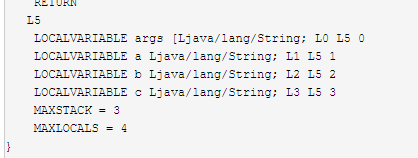 RETURN
L5
LOCALVARIABLE args [Ljava/lang/String; L0 L5 0
LOCALVARIABLE a Ljava/lang/String; L1 L5 1
LOCALVARIABLE b Ljava/lang/String; L2 L5 2
LOCALVARIABLE c Ljava/lang/String; L3 L5 3
MAXSTACK = 3
MAXLOCALS = 4
}